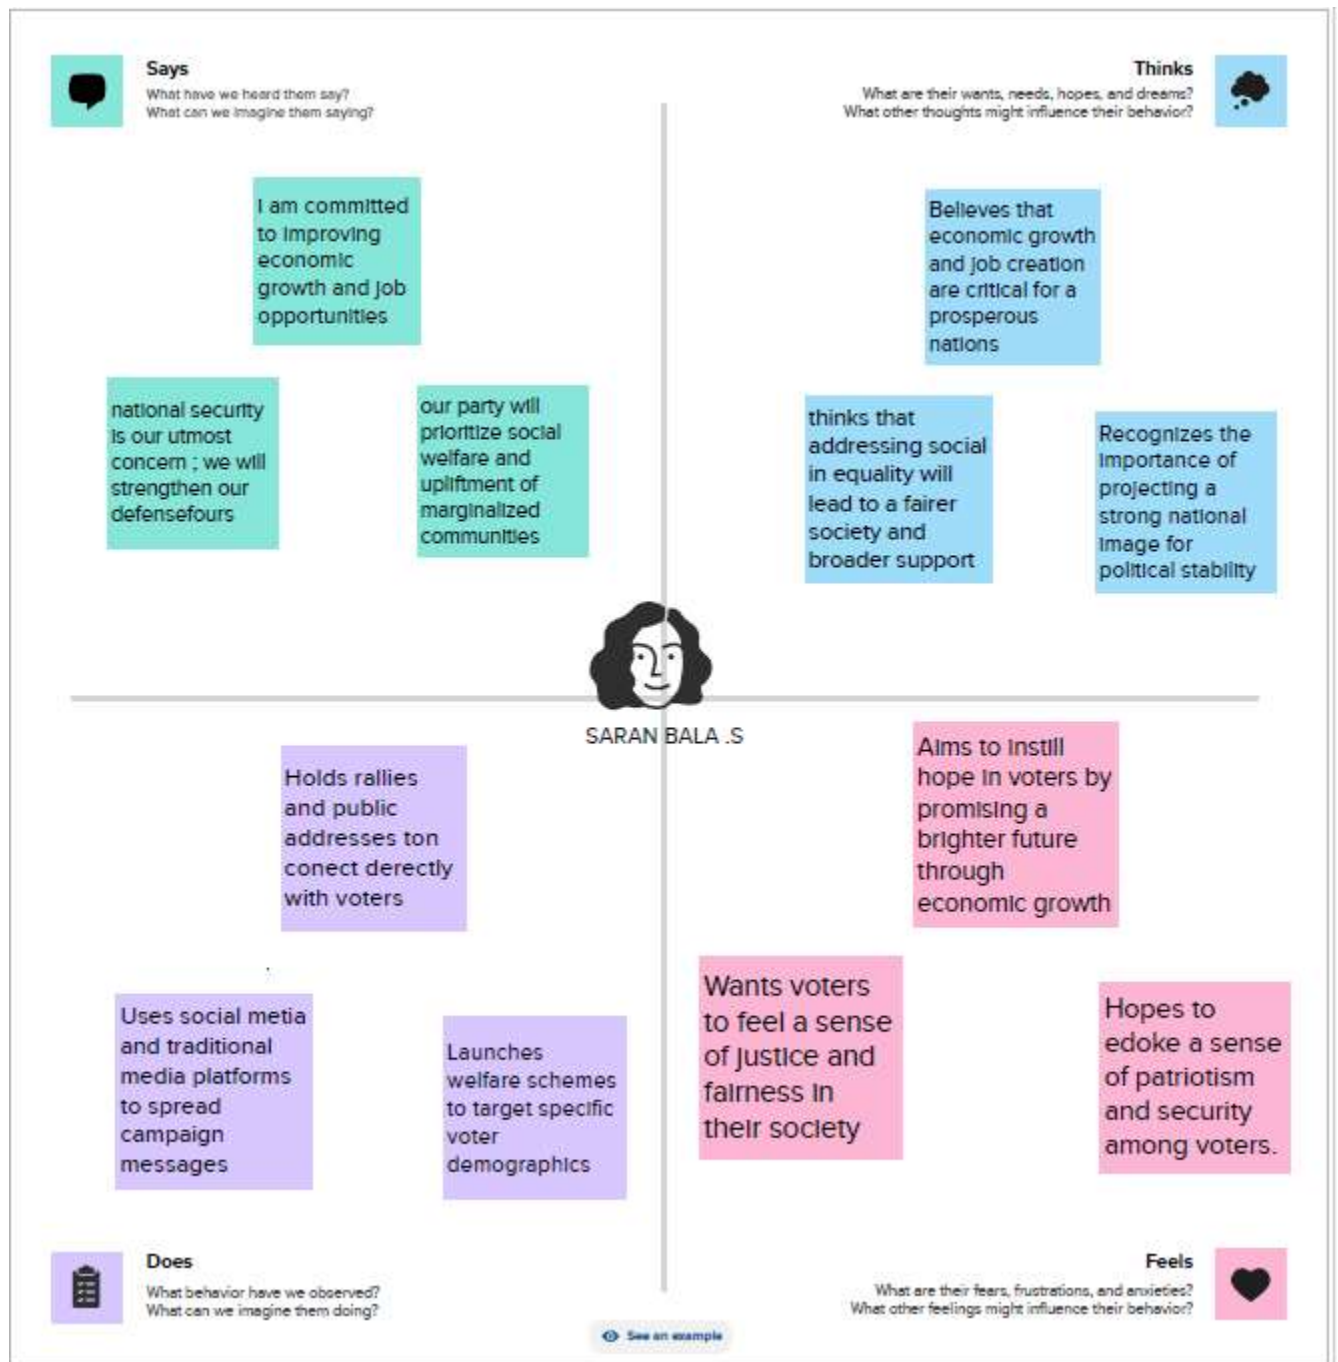 Says
What have we heard them say?
What can we imagine them saying?
Thinks
What are their wants, needs, hopes, and dreams?
What other thoughts might influence their behavior?
I am committed
to improving
economic
growth and job
opportunities
national security
is our utmost
concern ; we will
strengthen our
defensefours
our party will
prioritize social
welfare and
upliftment of
marginalized
communities
Believes that
economic growth
and job creation
are critical for a
prosperous
nations
thinks that
addressing social
in equality will
lead to a fairer
society and
broader support
Recognizes the
importance of
projecting a
strong national
image for
political stability
SARAN BALA .S
Holds rallies
and public
addresses ton
conect derectly
with voters
Uses social metia
and traditional
media platforms
to spread
campaign
messages
Launches
welfare schemes
to target specific
voter
demographics
Aims to instill
hope in voters by
promising a
brighter future
through
economic growth
Wants voters
to feel a sense
of justice and
fairness in
their society
Hopes to
edoke a sense
of patriotism
and security
among voters.
Does
What behavior have we observed?
What can we imagine them doing?
Feels
What are their fears, frustrations, and anxieties?
What other feelings might influence their behavior?
See an example